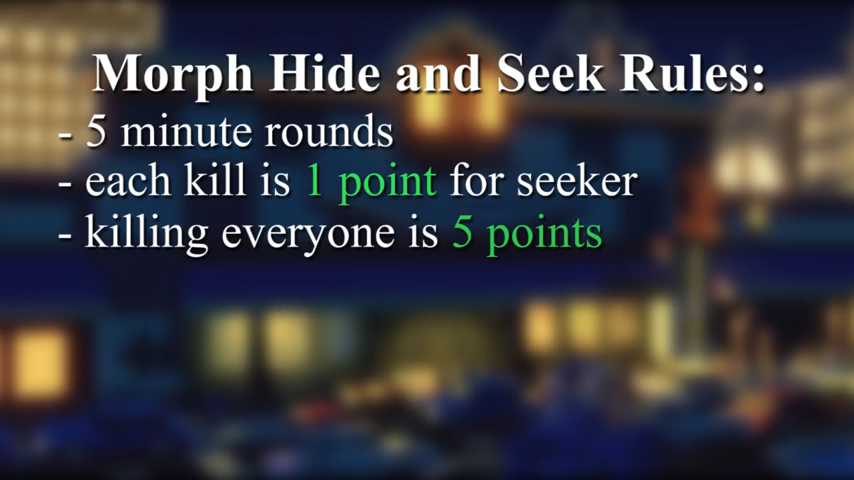 Morph Hide and Seek Rules:
- 5 minute rounds
- each kill is 1 point for seeker
- killing everyone is 5 points